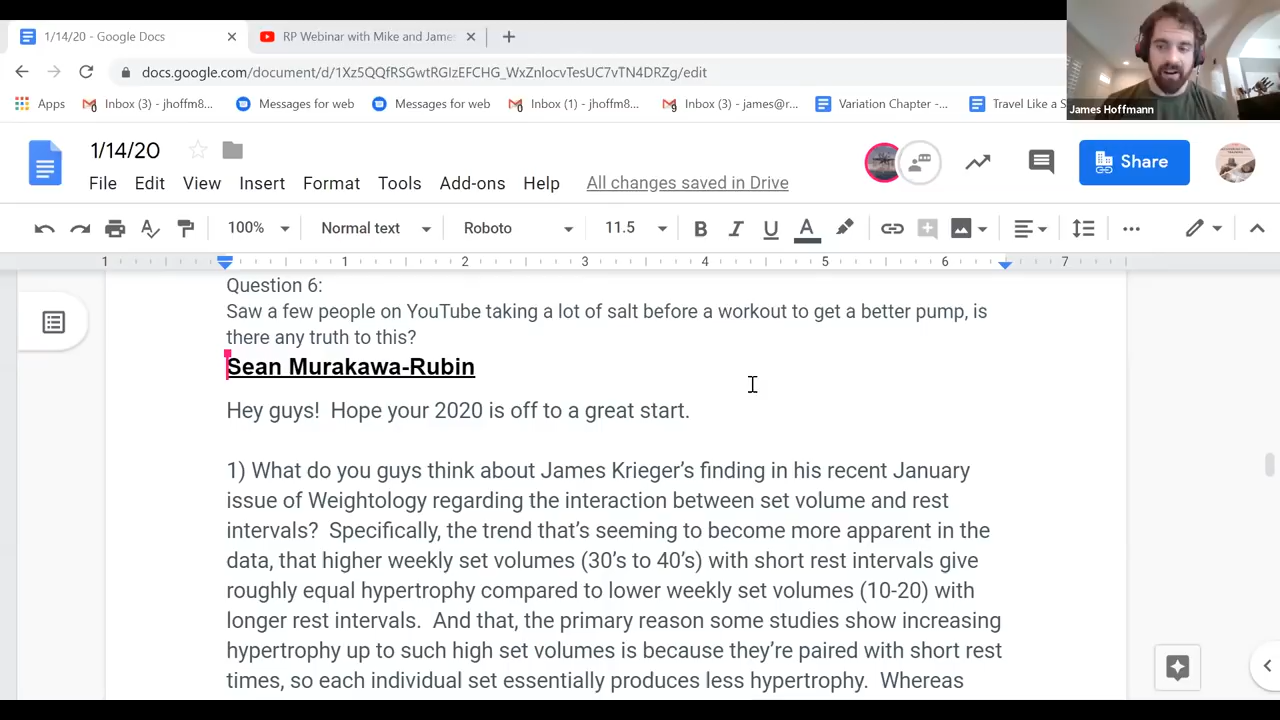 1/14/20 - Google Docs
RP Webinar with Mike and Jame
docs.google.com/document/d/1Xz5QQfRSGwtRGIzEFCHG_WxZnlocvTesUC7vTN4DRZg/edit
Apps Inbox (3) - jhoffm8... Messages for web Messages for web Inbox (1) - jhoffm8... Inbox (3) - james@r... Variation Chapter -... Travel Like a S
James Hoffmann
1/14/20
File Edit View Insert Format Tools Add-ons Help All changes saved in Drive
Share
100% Normal text Roboto 11.5 B I U A
1 1 2 3 4 5 6 7
Question 6:
Saw a few people on YouTube taking a lot of salt before a workout to get a better pump, is
there any truth to this?
Sean Murakawa-Rubin
Hey guys!  Hope your 2020 is off to a great start.
1) What do you guys think about James Krieger’s finding in his recent January
issue of Weightology regarding the interaction between set volume and rest
intervals?  Specifically, the trend that’s seeming to become more apparent in the
data, that higher weekly set volumes (30’s to 40’s) with short rest intervals give
roughly equal hypertrophy compared to lower weekly set volumes (10-20) with
longer rest intervals.  And that, the primary reason some studies show increasing
hypertrophy up to such high set volumes is because they’re paired with short rest
times, so each individual set essentially produces less hypertrophy.  Whereas